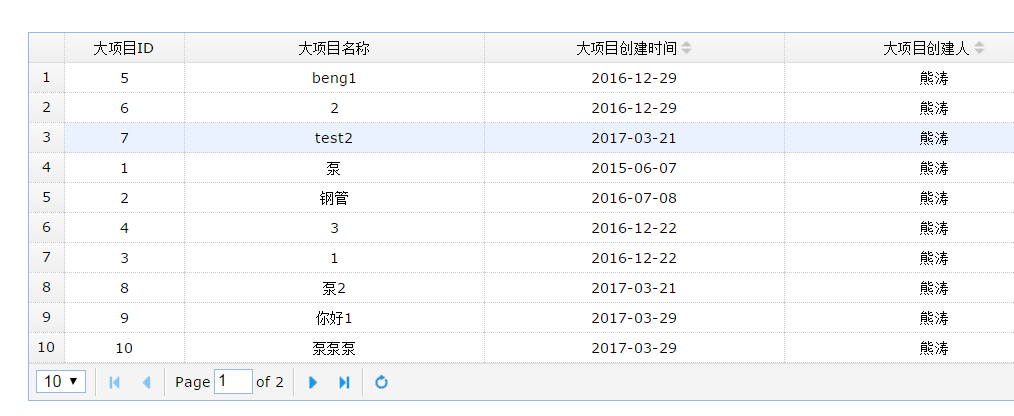 大项目ID 大项目名称 大项目创建时间 大项目创建人
1 5 beng1 2016-12-29 熊涛
2 6 2 2016-12-29 熊涛
3 7 test2 2017-03-21 熊涛
4 1 泵 2015-06-07 熊涛
5 2 钢管 2016-07-08 熊涛
6 4 3 2016-12-22 熊涛
7 3 1 2016-12-22 熊涛
8 8 泵2 2017-03-21 熊涛
9 9 你好1 2017-03-29 熊涛
10 10 泵泵泵 2017-03-29 熊涛
10 Page 1 of 2